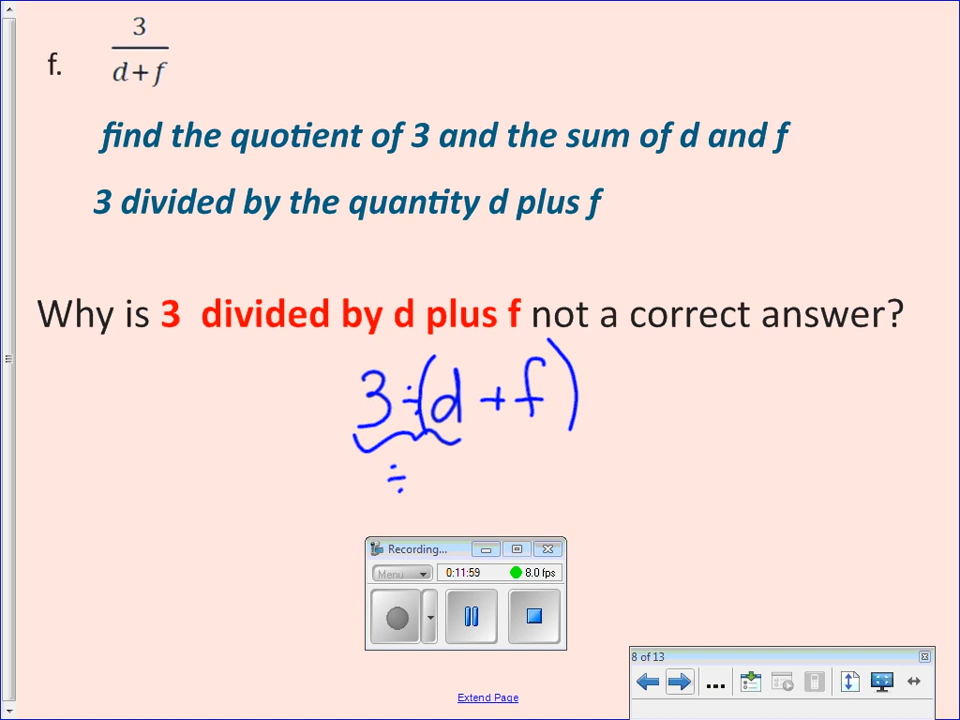 f. 3
d + f
find the quotient of 3 and the sum of d and f
3 divided by the quantity d plus f
Why is 3 divided by d plus f not a correct answer?
3 ÷ (d + f)
÷
Recording...
Menu
0:11:59 8.0 fps
8 of 13
...
Extend Page